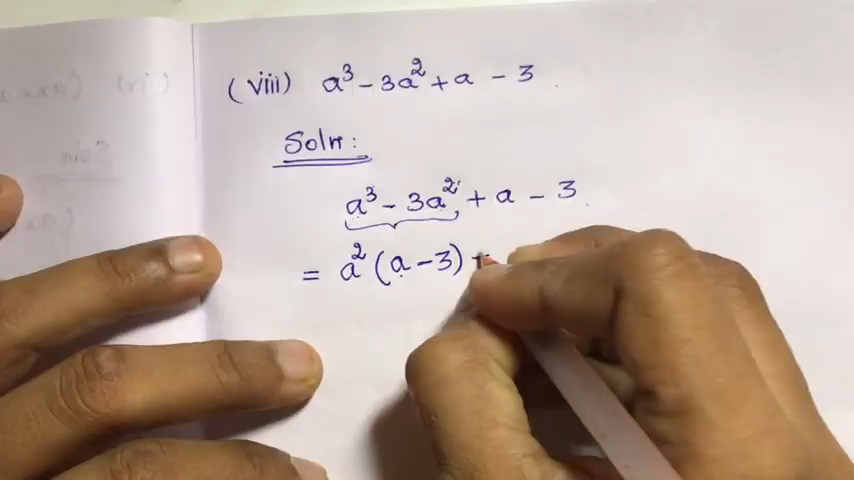 (viii) a³ - 3a² + a - 3
Soln:
a³ - 3a² + a - 3
= a² (a - 3) +